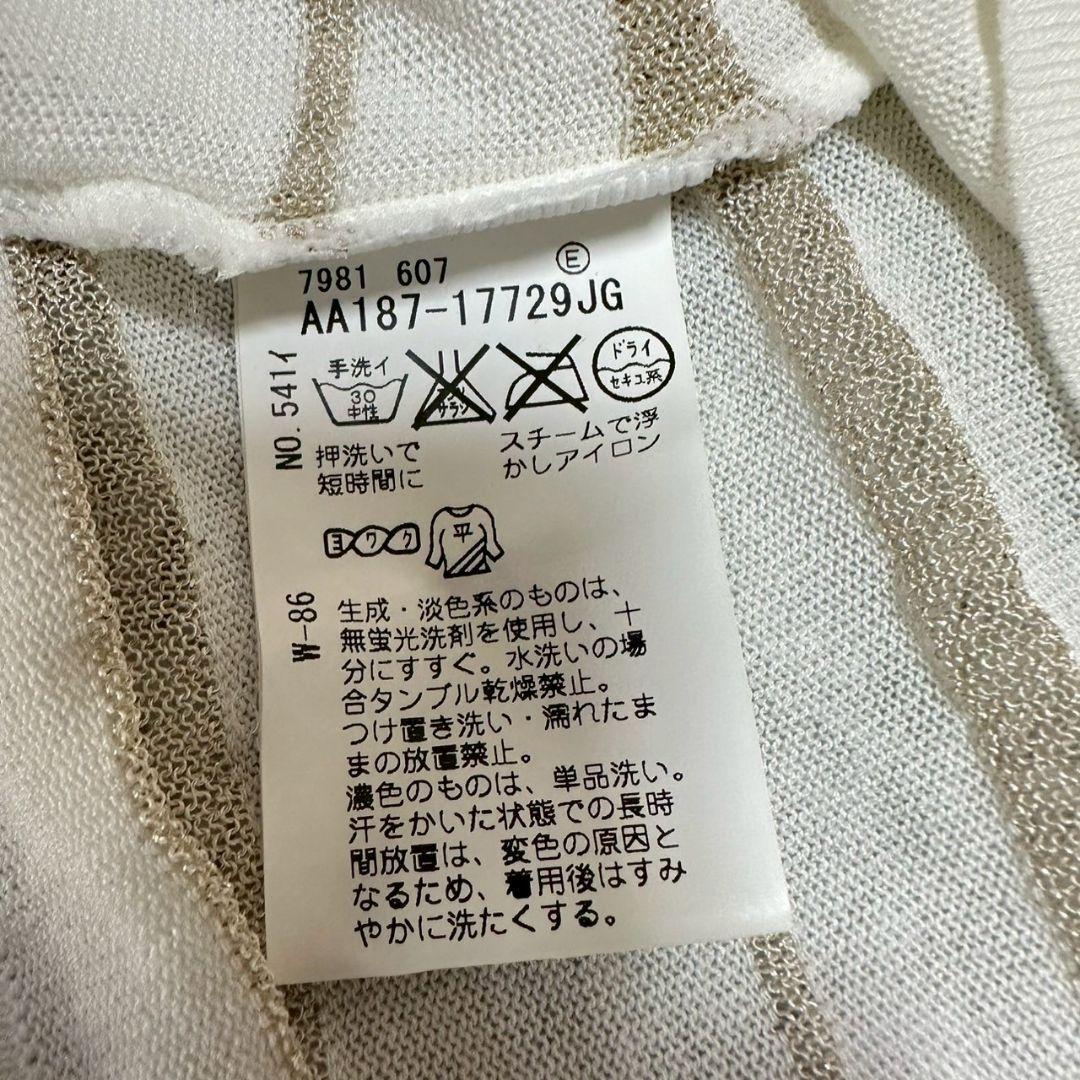 7981 607 Ⓔ
AA187-17729JG
NO.541イ
手洗イ
30
中性
サラシ
ドライ
セキユ系
押洗いで
短時間に
スチームで浮
かしアイロン
ヨワク
平
W-86
生成・淡色系のものは、
無蛍光洗剤を使用し、十
分にすすぐ。水洗いの場
合タンブル乾燥禁止。
つけ置き洗い・濡れたま
まの放置禁止。
濃色のものは、単品洗い。
汗をかいた状態での長時
間放置は、変色の原因と
なるため、着用後はすみ
やかに洗たくする。